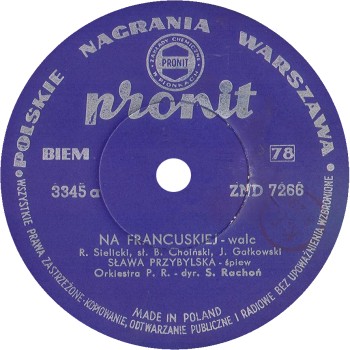 POLSKIE NAGRANIA WARSZAWA
ZAKŁADY CHEMICZNE
PRONIT
W PIONKACH
pronit
BIEM
78
3345 a
ZMD 7266
NA FRANCUSKIEJ - walc
R. Sielicki, sł. B. Choiński, J. Gałkowski
SŁAWA PRZYBYLSKA - śpiew
Orkiestra P. R. - dyr. S. Rachoń
MADE IN POLAND
• WSZYSTKIE PRAWA ZASTRZEŻONE-KOPIOWANIE, ODTWARZANIE PUBLICZNE I RADIOWE BEZ UPOWAŻNIENIA WZBRONIONE •